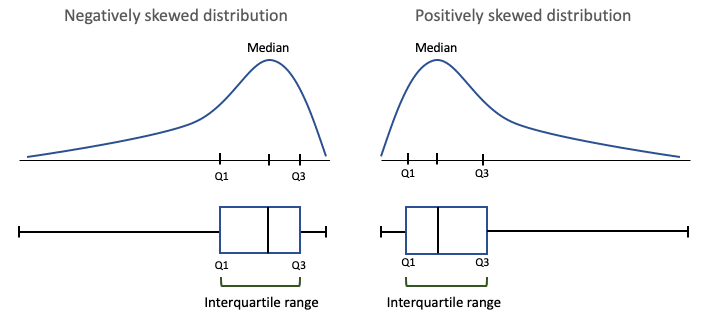 Negatively skewed distribution
Positively skewed distribution
Median
Median
Q1
Q3
Q1
Q3
Q1
Q3
Q1
Q3
Interquartile range
Interquartile range